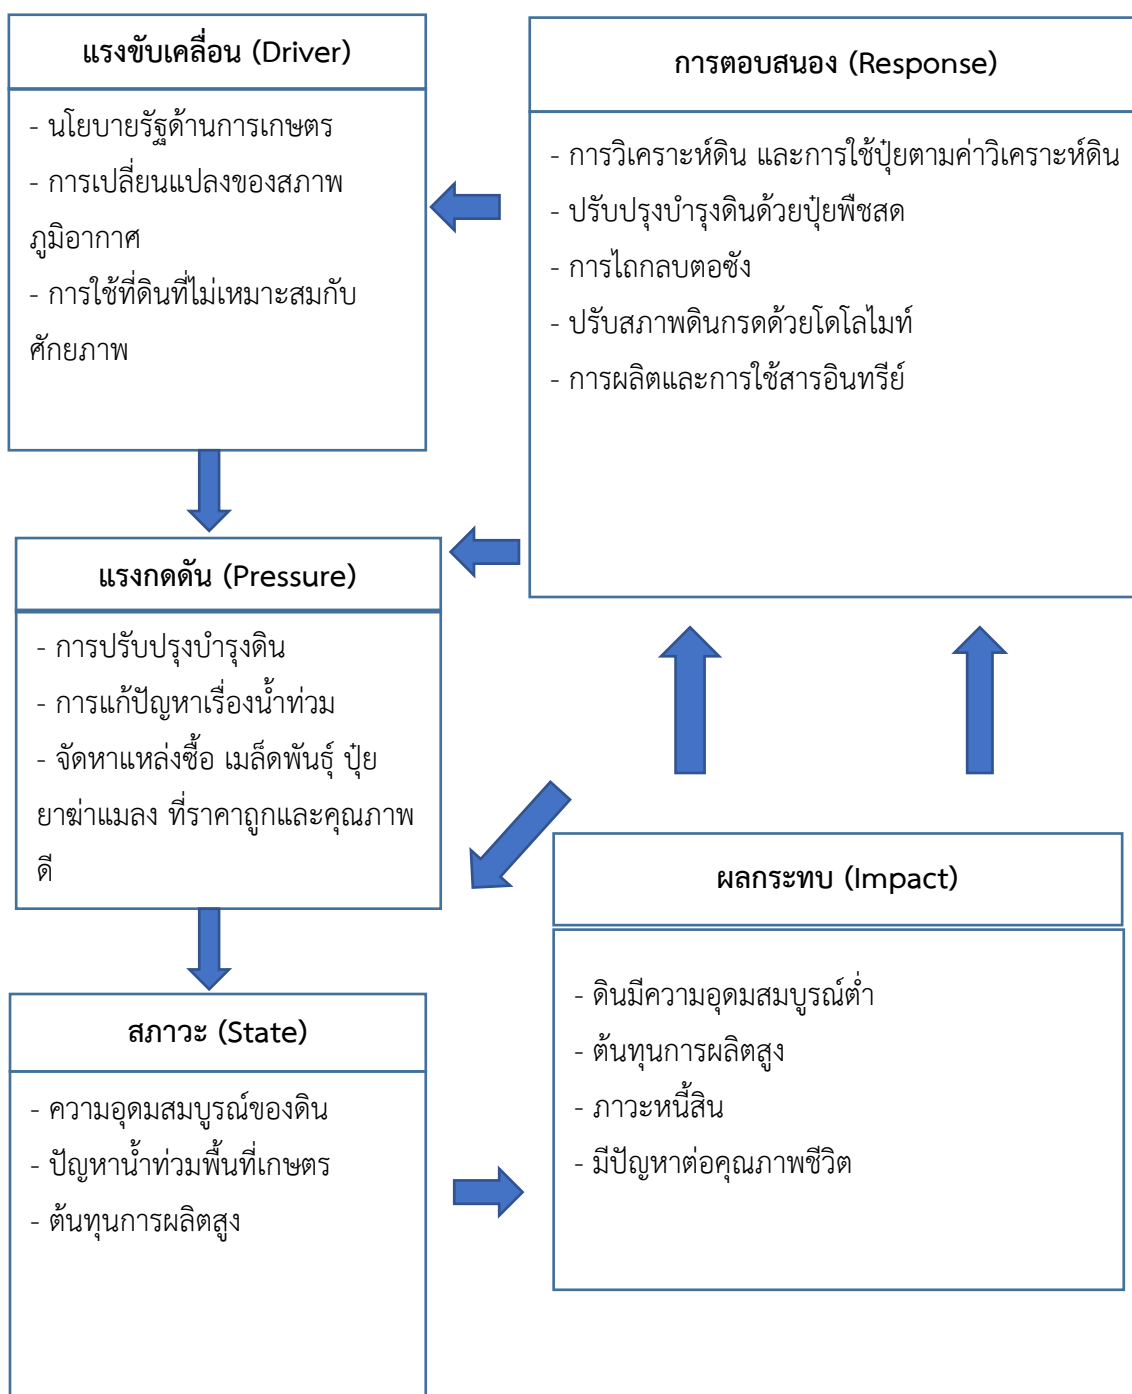 แรงขับเคลื่อน (Driver)
- นโยบายรัฐด้านการเกษตร
- การเปลี่ยนแปลงของสภาพ
ภูมิอากาศ
- การใช้ที่ดินที่ไม่เหมาะสมกับ
ศักยภาพ
การตอบสนอง (Response)
- การวิเคราะห์ดิน และการใช้ปุ๋ยตามค่าวิเคราะห์ดิน
- ปรับปรุงบำรุงดินด้วยปุ๋ยพืชสด
- การไถกลบตอซัง
- ปรับสภาพดินกรดด้วยโดโลไมท์
- การผลิตและการใช้สารอินทรีย์
แรงกดดัน (Pressure)
- การปรับปรุงบำรุงดิน
- การแก้ปัญหาเรื่องน้ำท่วม
- จัดหาแหล่งซื้อ เมล็ดพันธุ์ ปุ๋ย
ยาฆ่าแมลง ที่ราคาถูกและคุณภาพ
ดี
สภาวะ (State)
- ความอุดมสมบูรณ์ของดิน
- ปัญหาน้ำท่วมพื้นที่เกษตร
- ต้นทุนการผลิตสูง
ผลกระทบ (Impact)
- ดินมีความอุดมสมบูรณ์ต่ำ
- ต้นทุนการผลิตสูง
- ภาวะหนี้สิน
- มีปัญหาต่อคุณภาพชีวิต